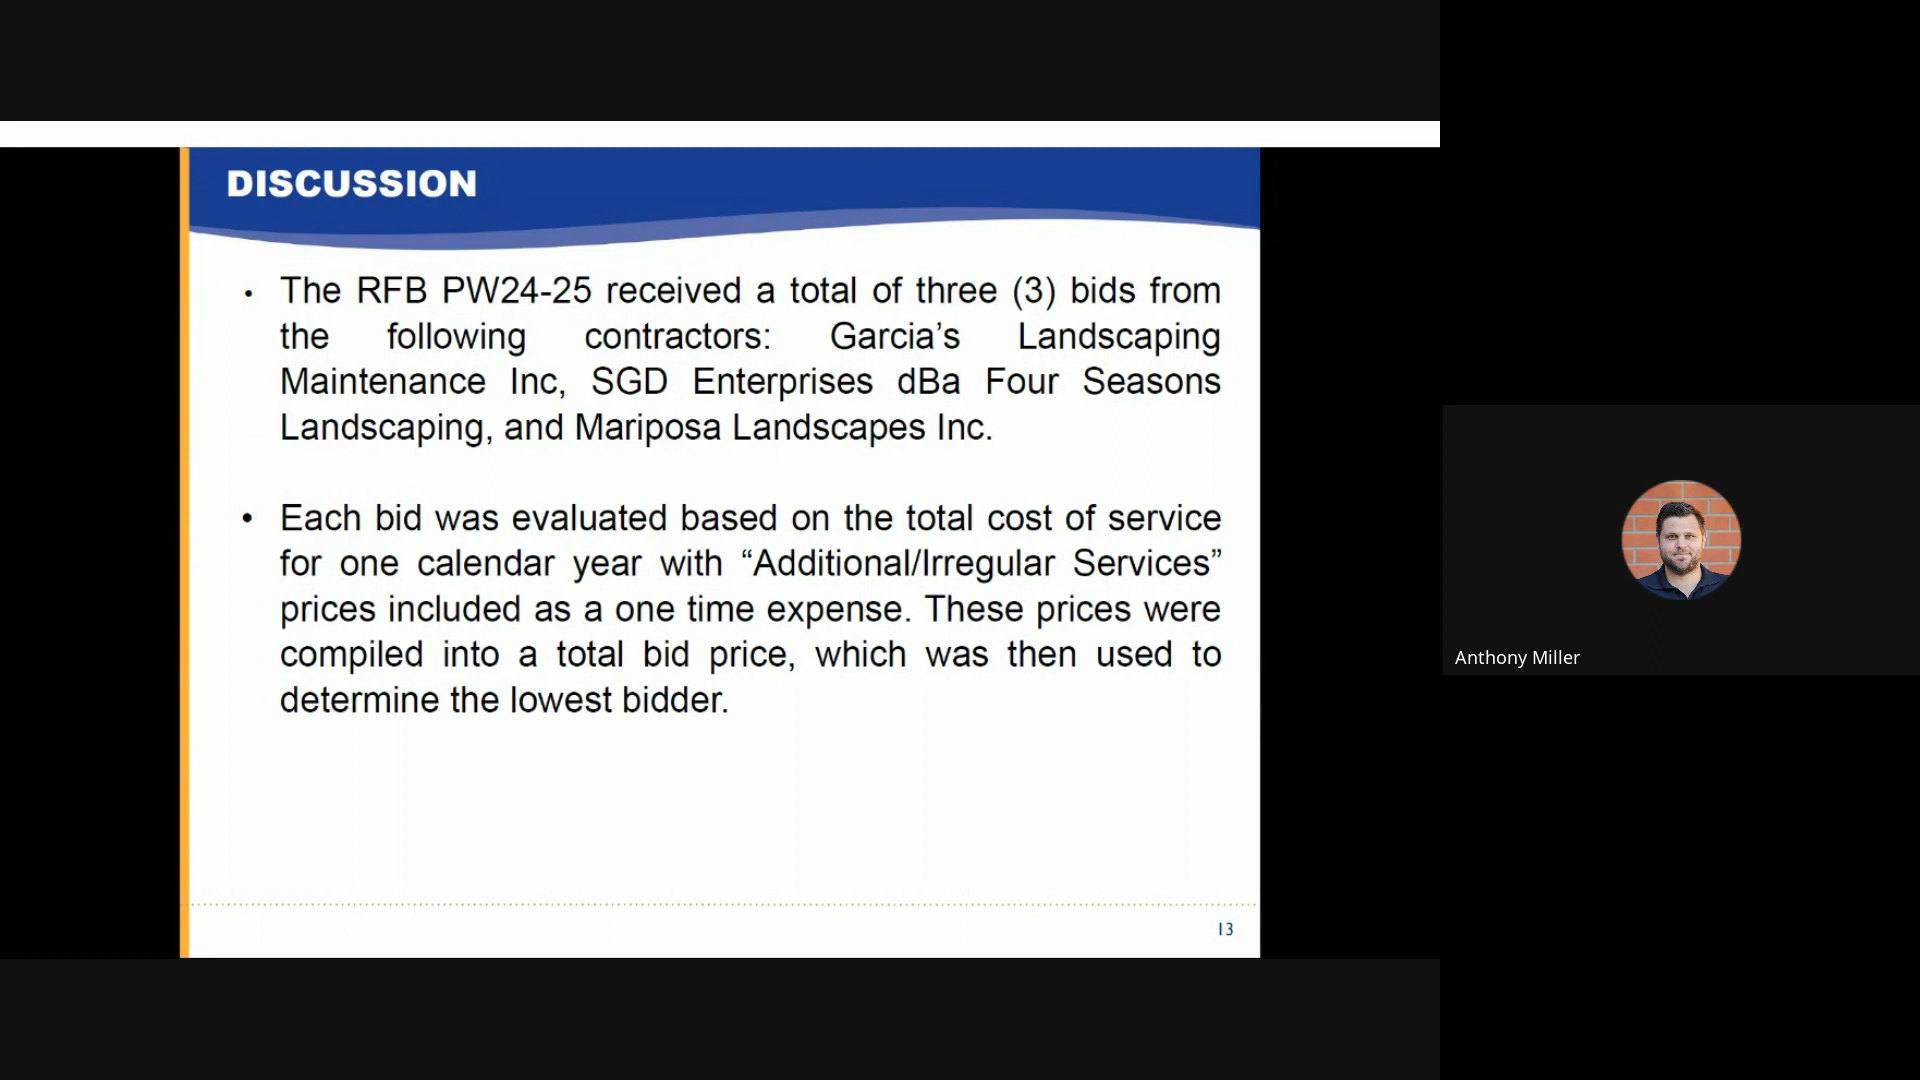 DISCUSSION
• The RFB PW24-25 received a total of three (3) bids from
the following contractors: Garcia’s Landscaping
Maintenance Inc, SGD Enterprises dBa Four Seasons
Landscaping, and Mariposa Landscapes Inc.
• Each bid was evaluated based on the total cost of service
for one calendar year with “Additional/Irregular Services”
prices included as a one time expense. These prices were
compiled into a total bid price, which was then used to
determine the lowest bidder.
13
Anthony Miller